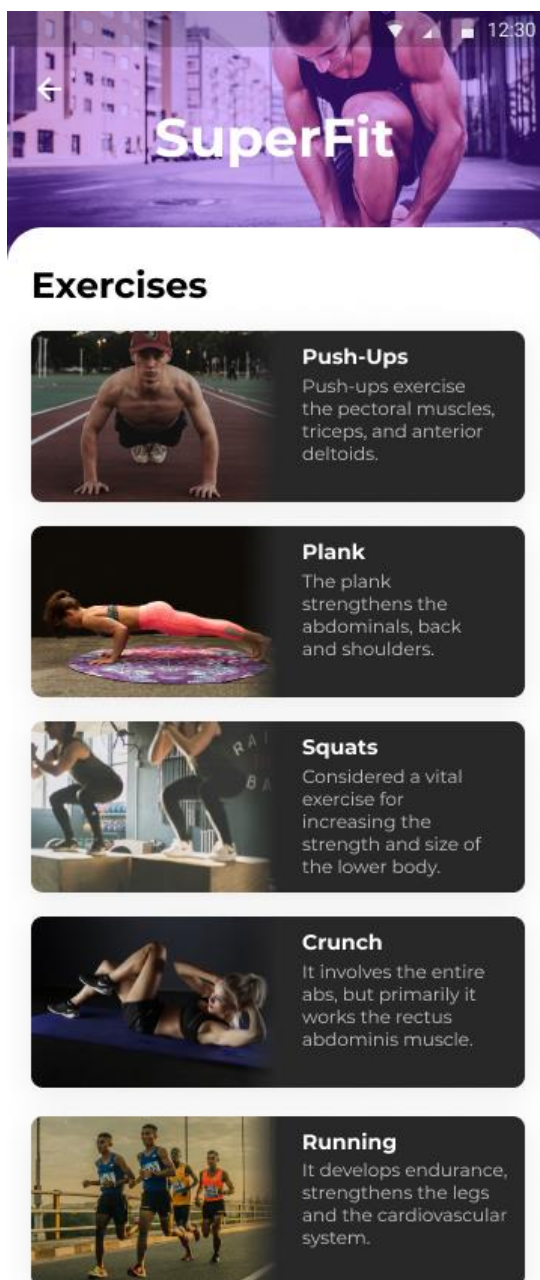 12:30
SuperFit
Exercises
Push-Ups
Push-ups exercise
the pectoral muscles,
triceps, and anterior
deltoids.
Plank
The plank
strengthens the
abdominals, back
and shoulders.
Squats
Considered a vital
exercise for
increasing the
strength and size of
the lower body.
Crunch
It involves the entire
abs, but primarily it
works the rectus
abdominis muscle.
Running
It develops endurance,
strengthens the legs
and the cardiovascular
system.